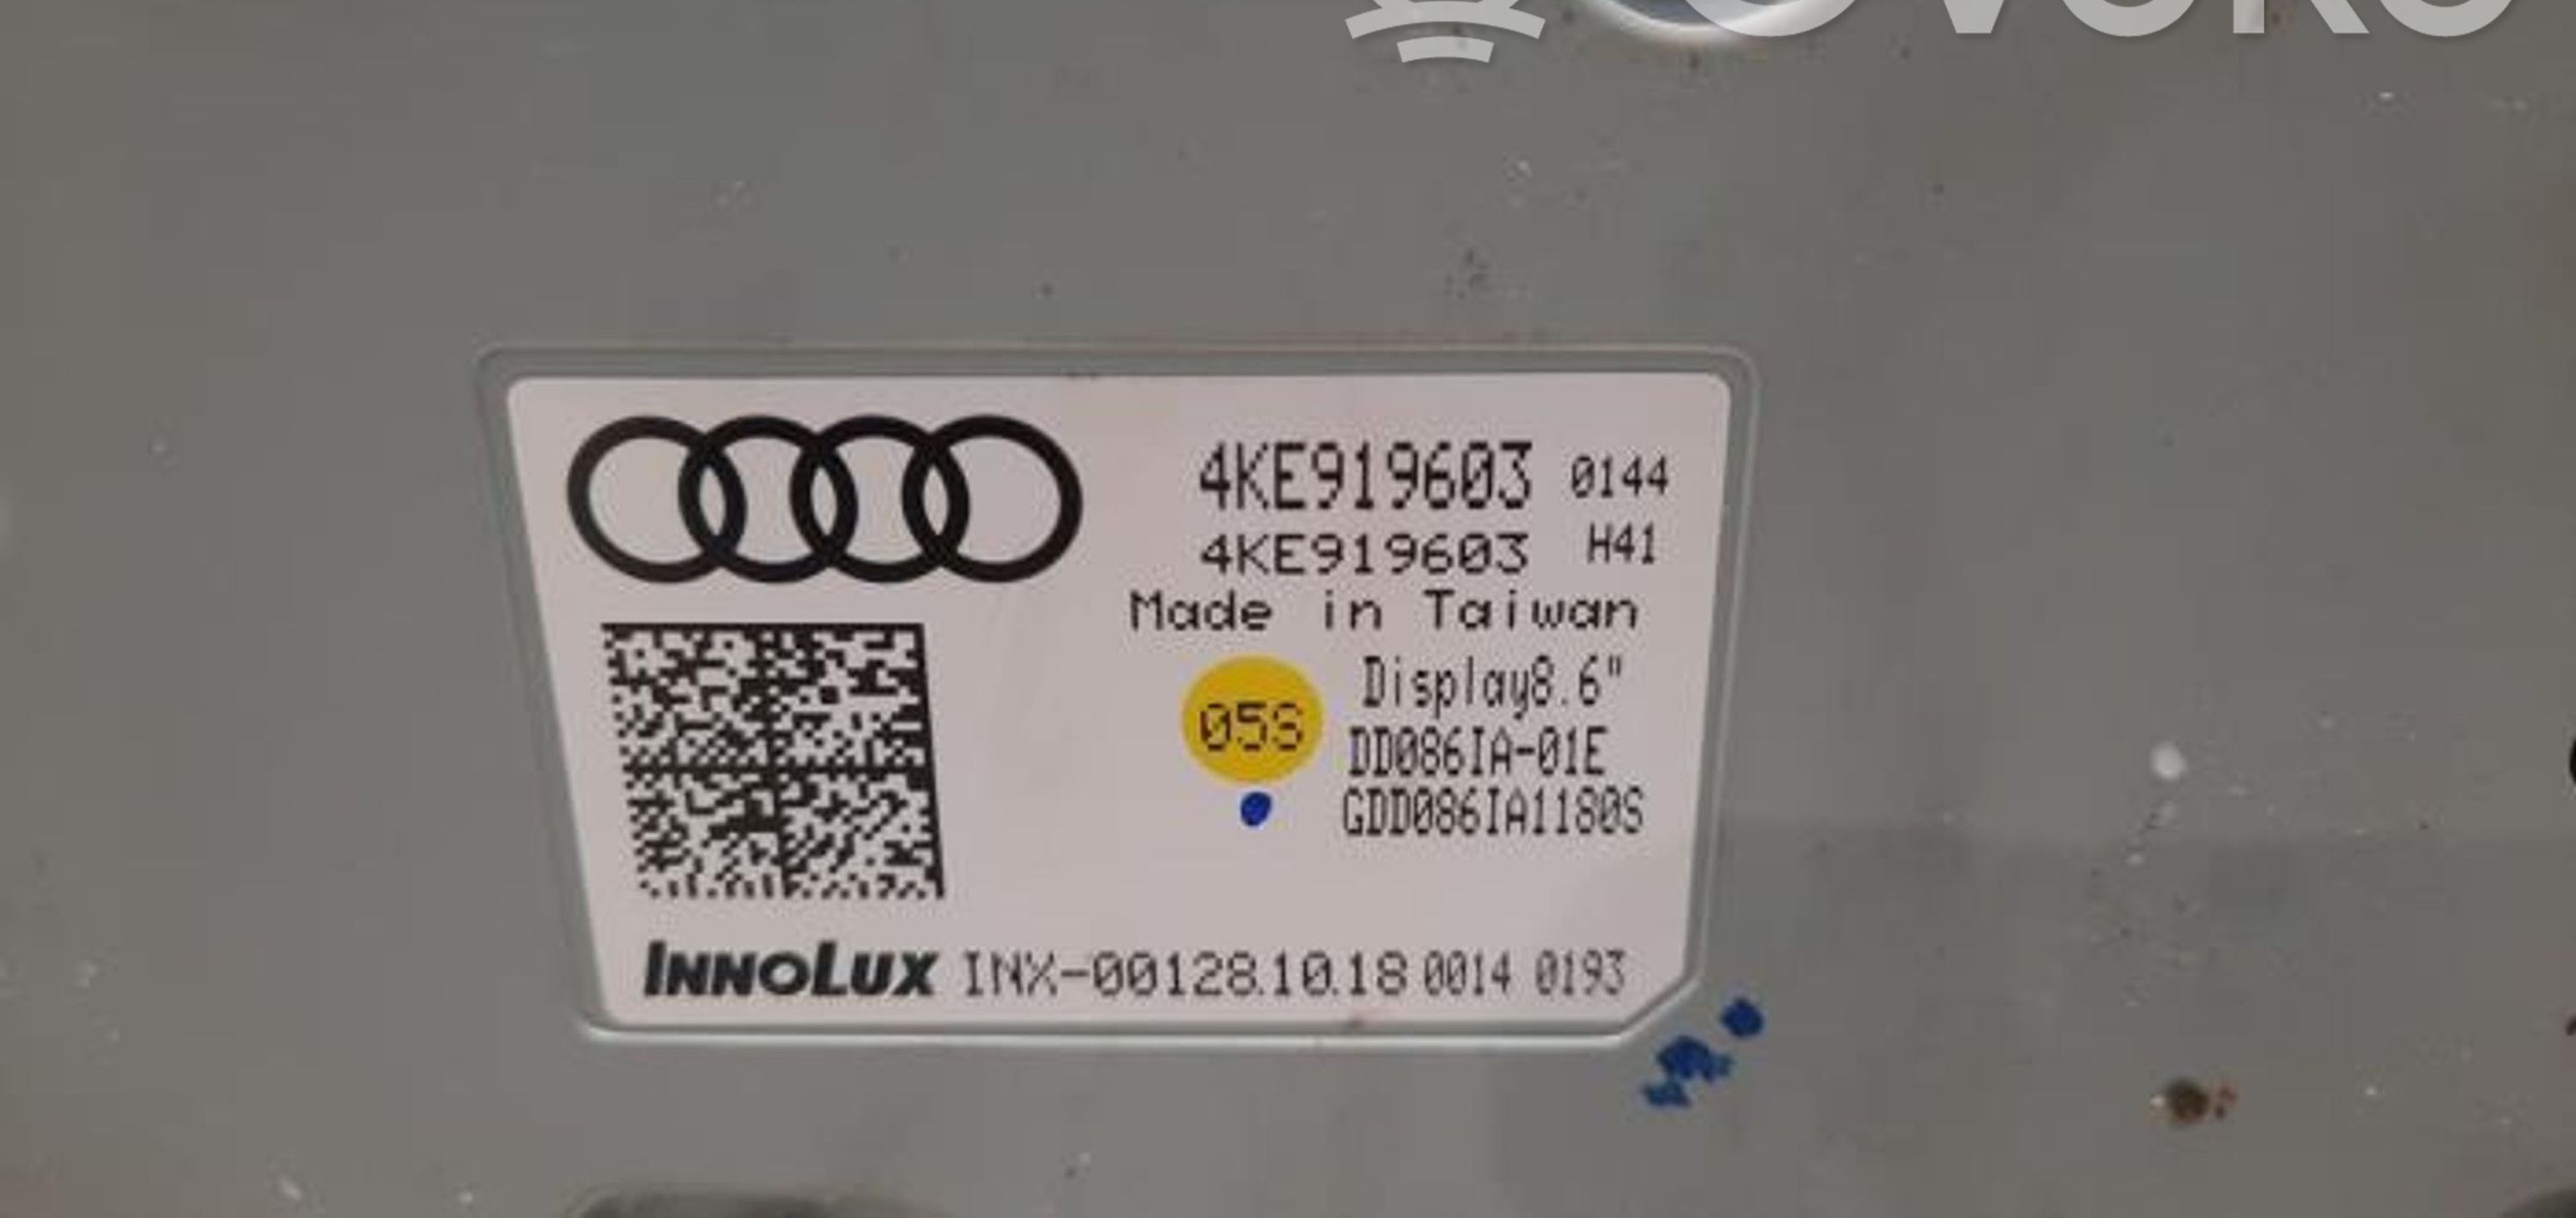 4KE919603 0144
4KE919603 H41
Made in Taiwan
Display8.6"
05S
DD086IA-01E
GDD086IA1180S
INNOLUX INX-00128.10.18 0014 0193